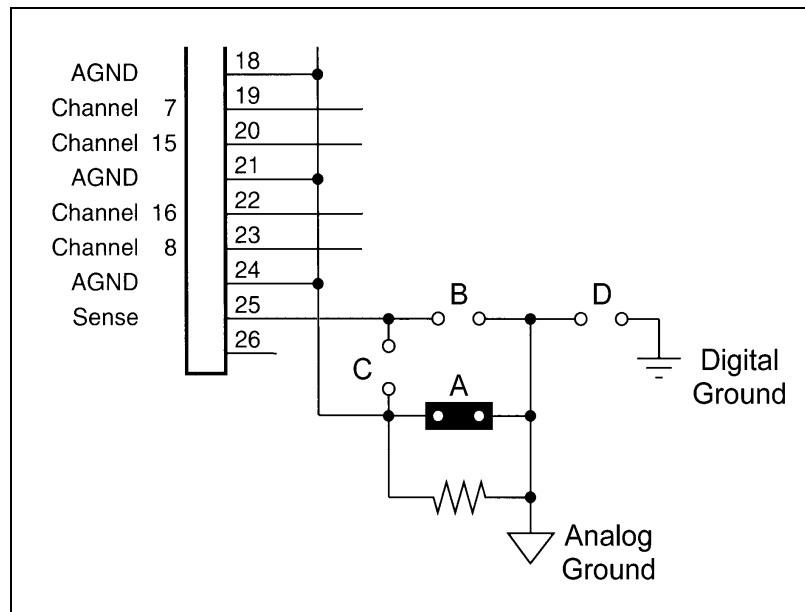 AGND 18
Channel 7 19
Channel 15 20
AGND 21
Channel 16 22
Channel 8 23
AGND 24
Sense 25
26
B
D
C
A
Digital
Ground
Analog
Ground